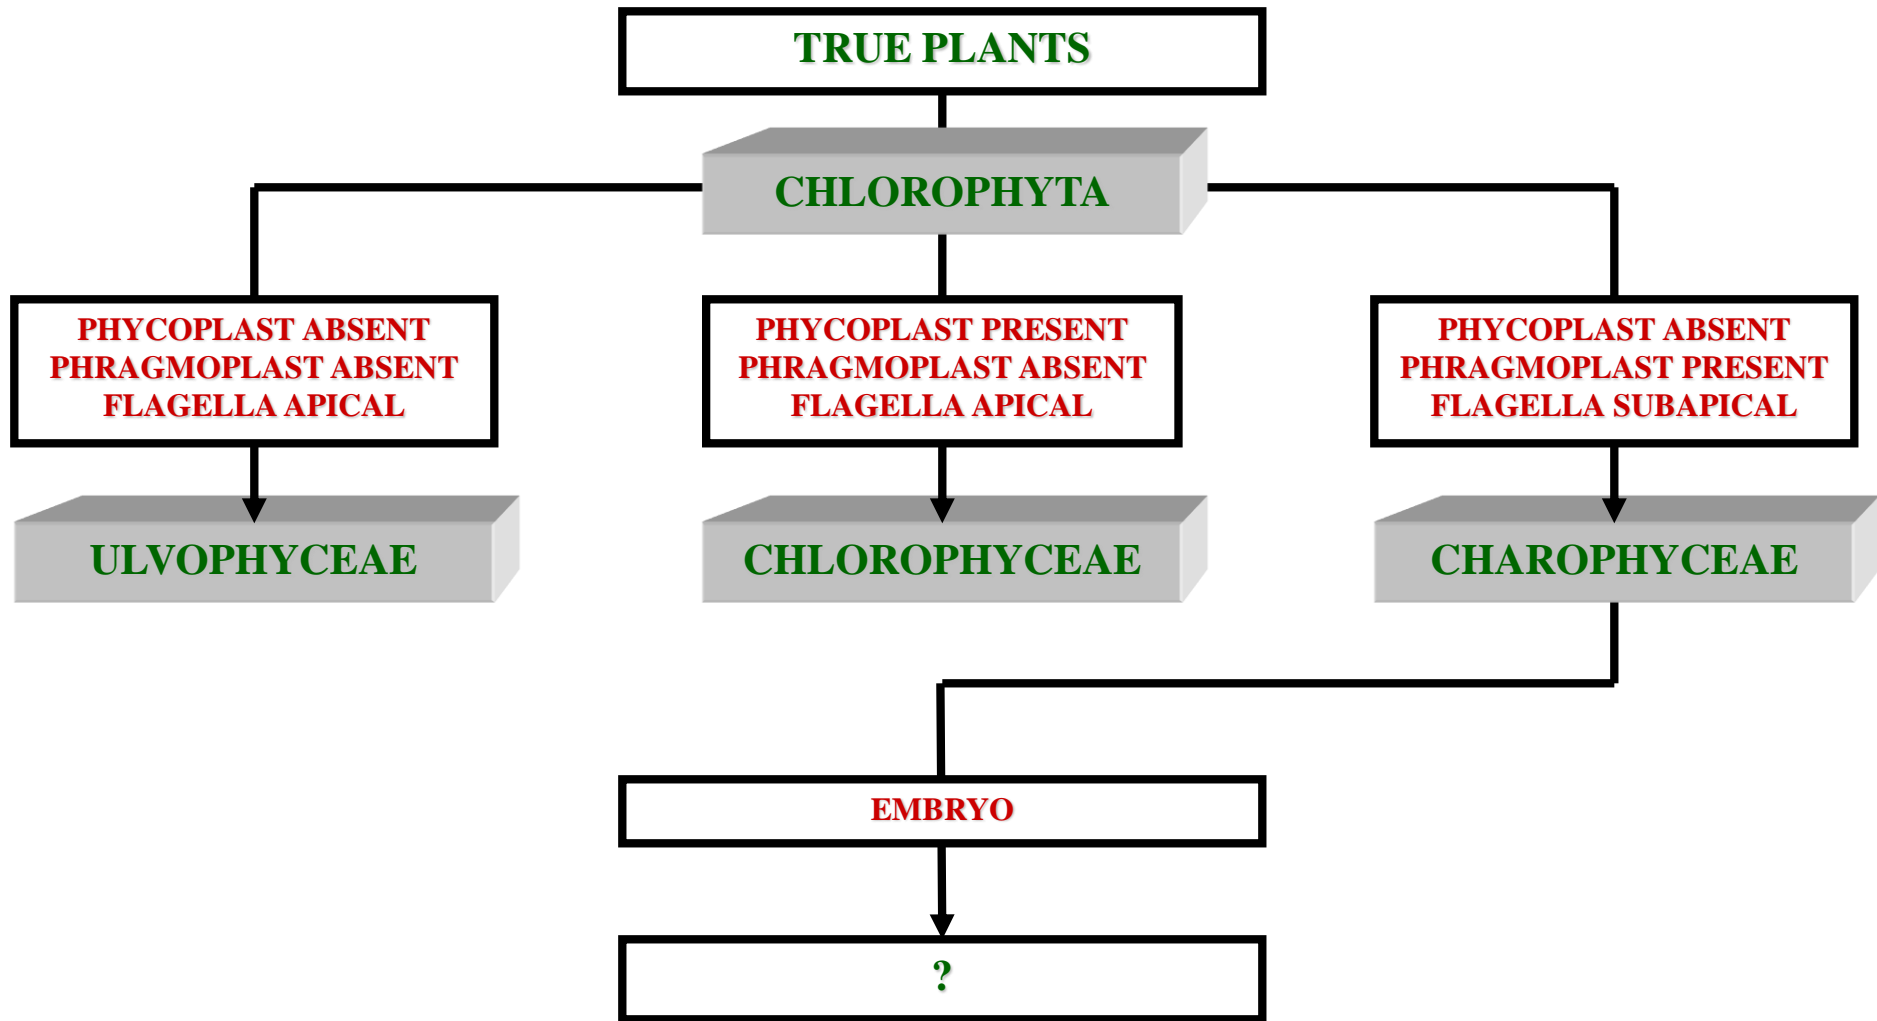 TRUE PLANTS
CHLOROPHYTA
PHYCOPLAST ABSENT
PHRAGMOPLAST ABSENT
FLAGELLA APICAL
PHYCOPLAST PRESENT
PHRAGMOPLAST ABSENT
FLAGELLA APICAL
PHYCOPLAST ABSENT
PHRAGMOPLAST PRESENT
FLAGELLA SUBAPICAL
ULVOPHYCEAE
CHLOROPHYCEAE
CHAROPHYCEAE
EMBRYO
?